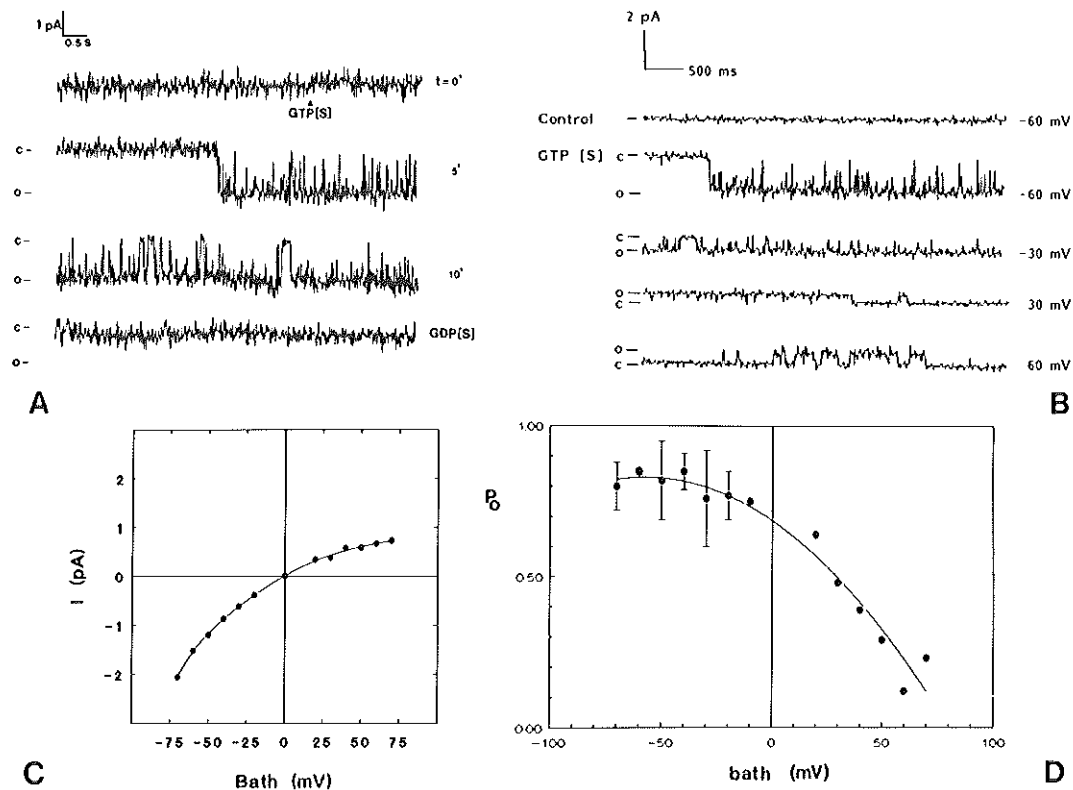 1 pA
0.5 s
t = 0'
GTP[S]
C –
5'
O –
C –
10'
O –
C –
GDP[S]
O –
A
2 pA
500 ms
Control
-60 mV
GTP [S]
C
-60 mV
O
C
O
-30 mV
O
C
30 mV
O
C
60 mV
B
I (pA)
2
1
0
-1
-2
-75 -50 -25 0 25 50 75
Bath (mV)
C
Po
1.00
0.50
0.00
-100 -50 0 50 100
bath (mV)
D